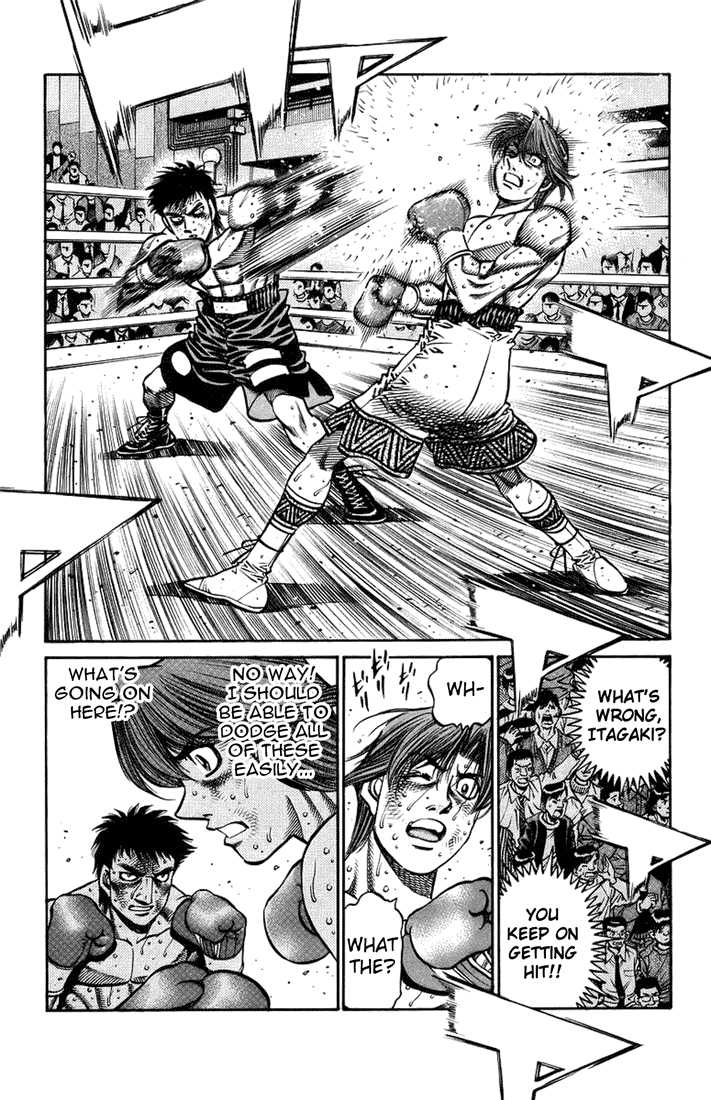 WHAT'S
WRONG,
ITAGAKI?
YOU
KEEP ON
GETTING
HIT!!
WH-
WHAT
THE?
NO WAY!
I SHOULD
BE ABLE TO
DODGE ALL
OF THESE
EASILY...
WHAT'S
GOING ON
HERE!?